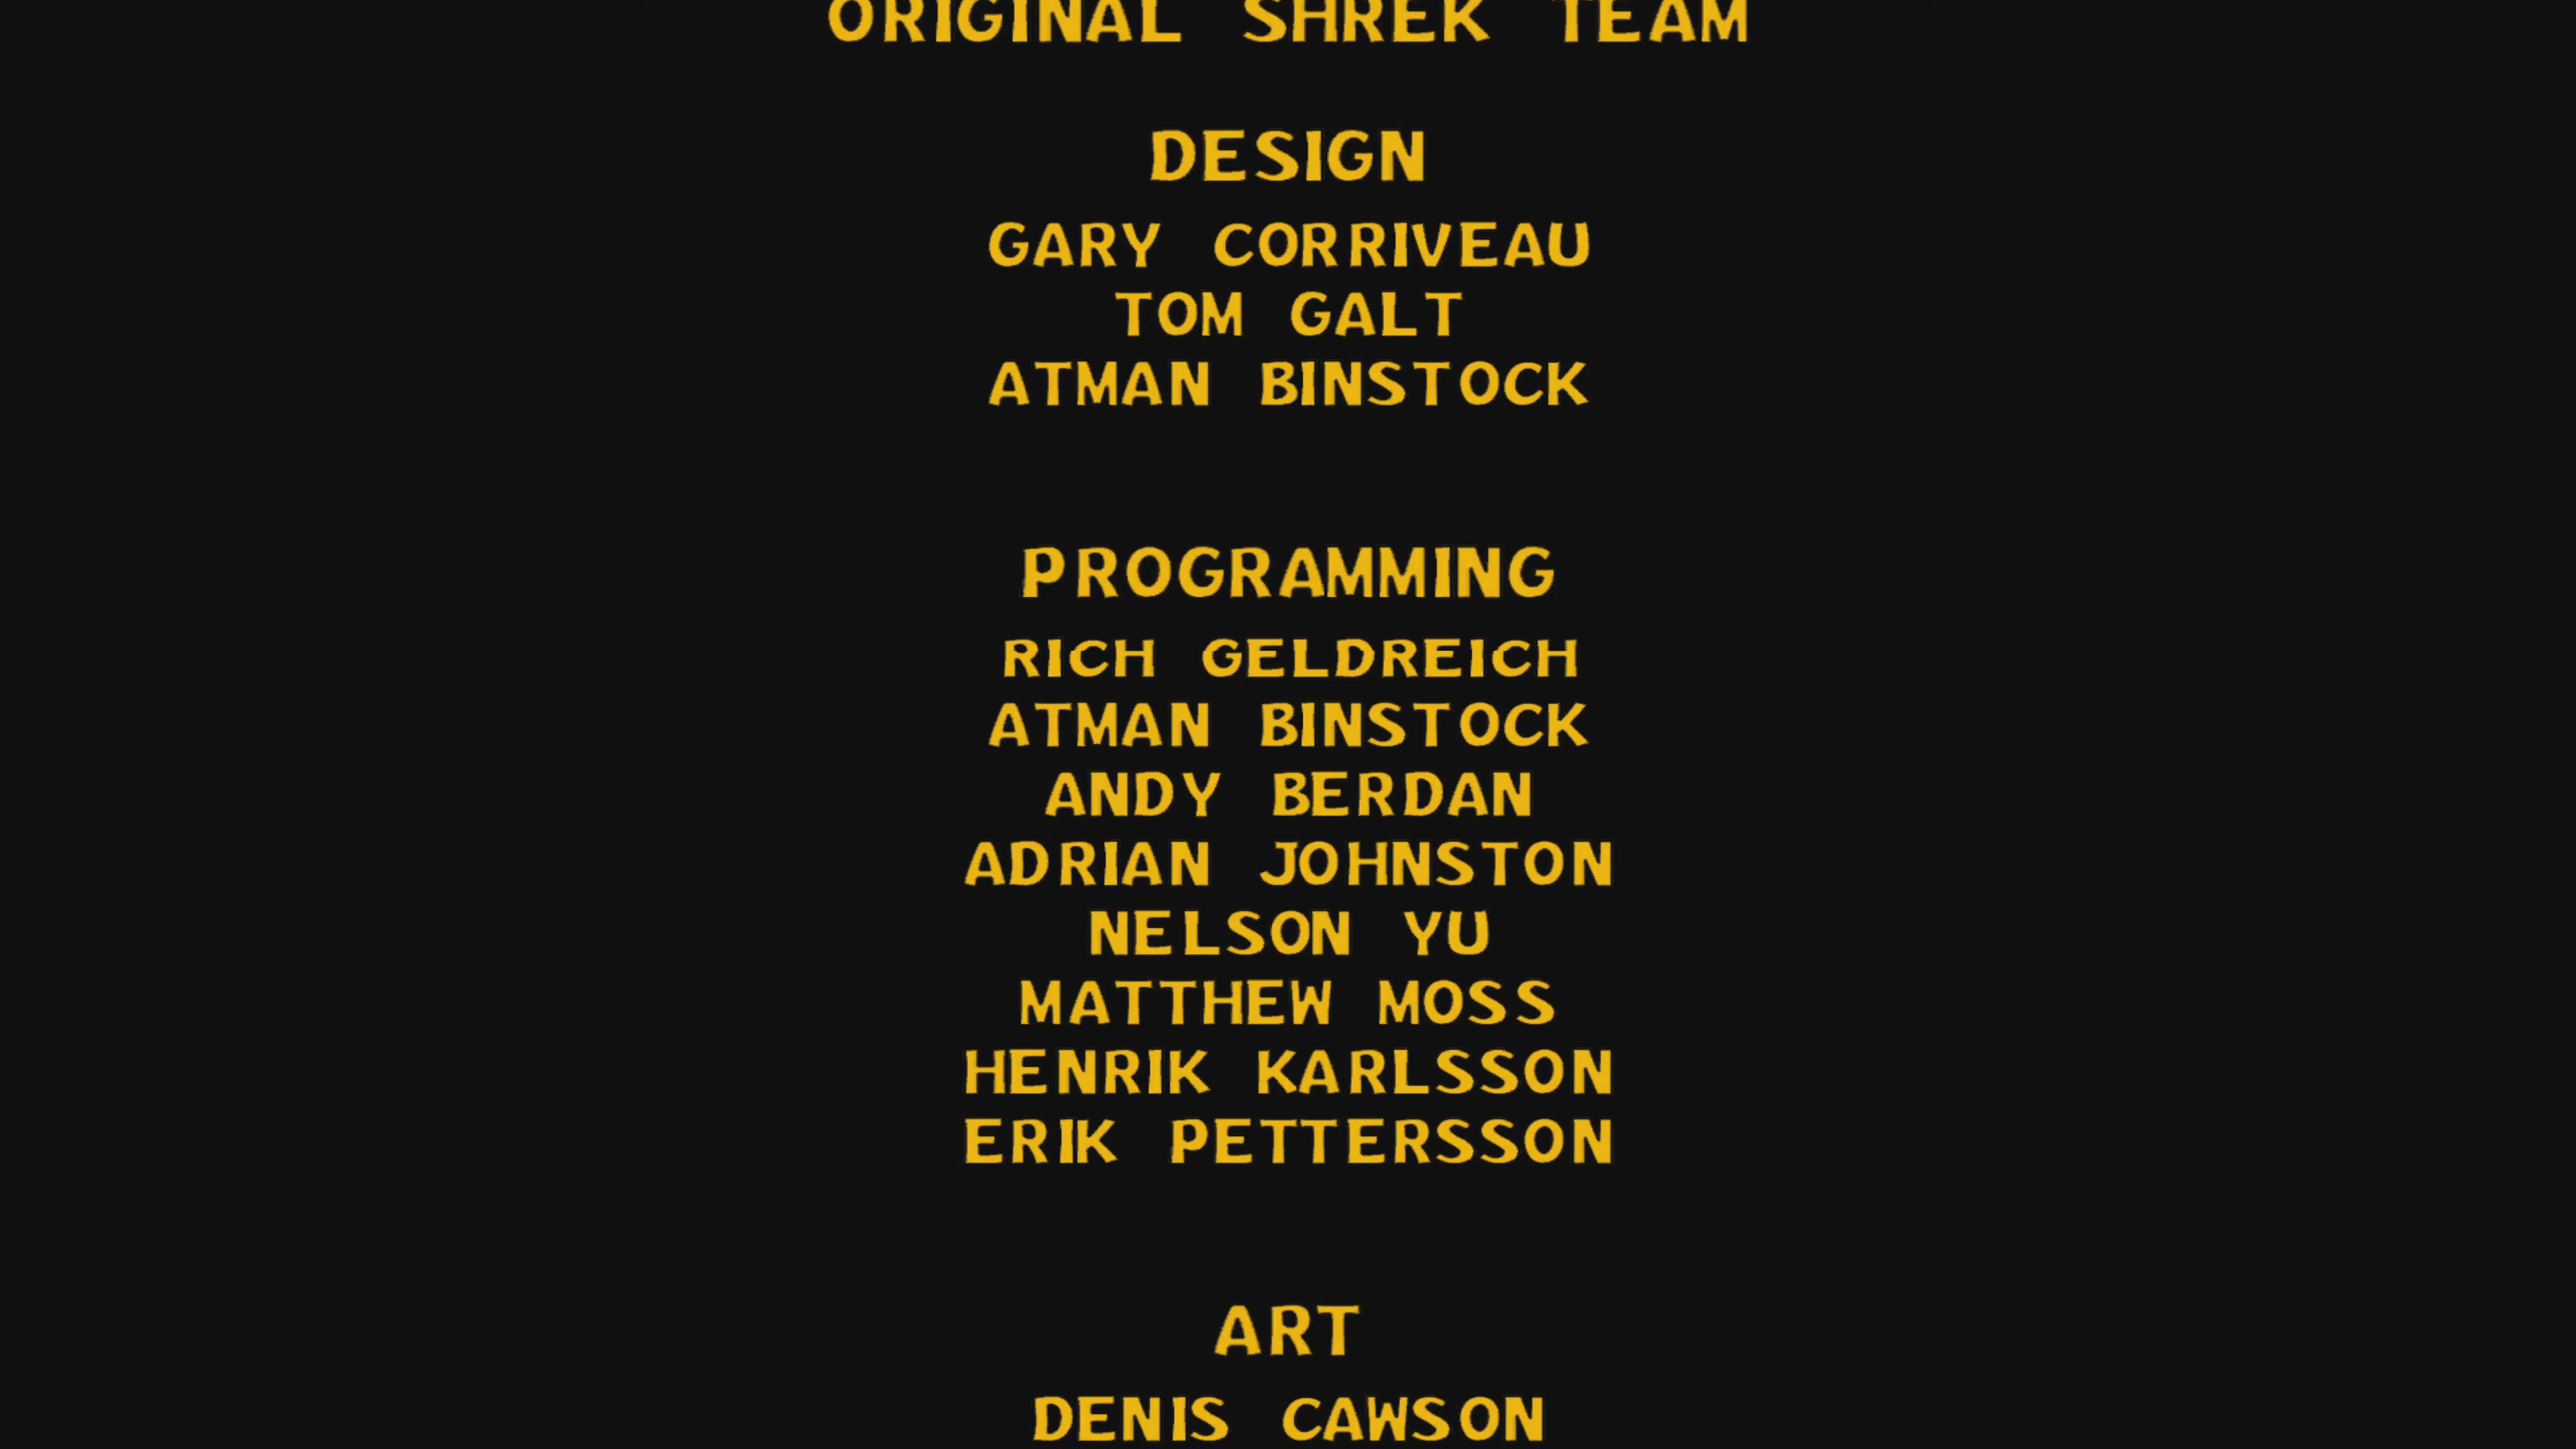 ORIGINAL SHREK TEAM
DESIGN
GARY CORRIVEAU
TOM GALT
ATMAN BINSTOCK
PROGRAMMING
RICH GELDREICH
ATMAN BINSTOCK
ANDY BERDAN
ADRIAN JOHNSTON
NELSON YU
MATTHEW MOSS
HENRIK KARLSSON
ERIK PETTERSSON
ART
DENIS CAWSON